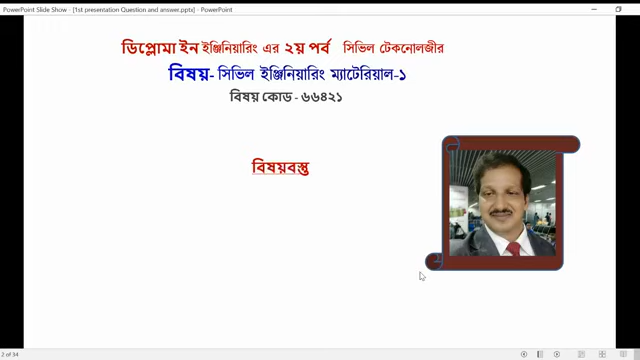 PowerPoint Slide Show - [1st presentation Question and answer.pptx] - PowerPoint
ডিপ্লোমা ইন ইঞ্জিনিয়ারিং এর ২য় পর্ব সিভিল টেকনোলজীর
বিষয়- সিভিল ইঞ্জিনিয়ারিং ম্যাটেরিয়াল-১
বিষয় কোড - ৬৬৪২১
বিষয়বস্তু
2 of 34